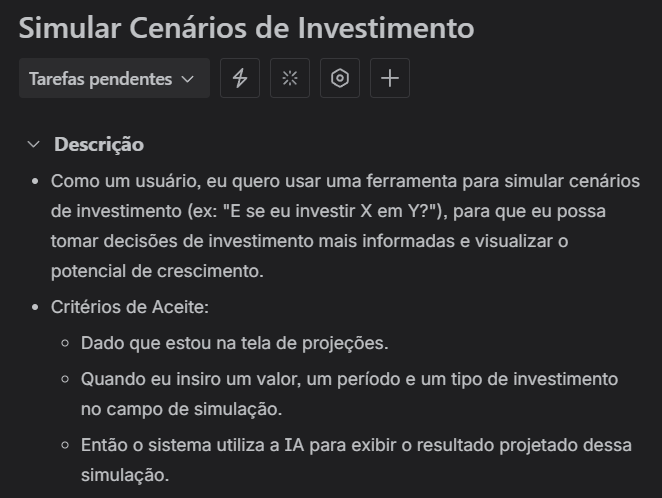 Simular Cenários de Investimento
Tarefas pendentes
Descrição
Como um usuário, eu quero usar uma ferramenta para simular cenários
de investimento (ex: "E se eu investir X em Y?"), para que eu possa
tomar decisões de investimento mais informadas e visualizar o
potencial de crescimento.
Critérios de Aceite:
Dado que estou na tela de projeções.
Quando eu insiro um valor, um período e um tipo de investimento
no campo de simulação.
Então o sistema utiliza a IA para exibir o resultado projetado dessa
simulação.